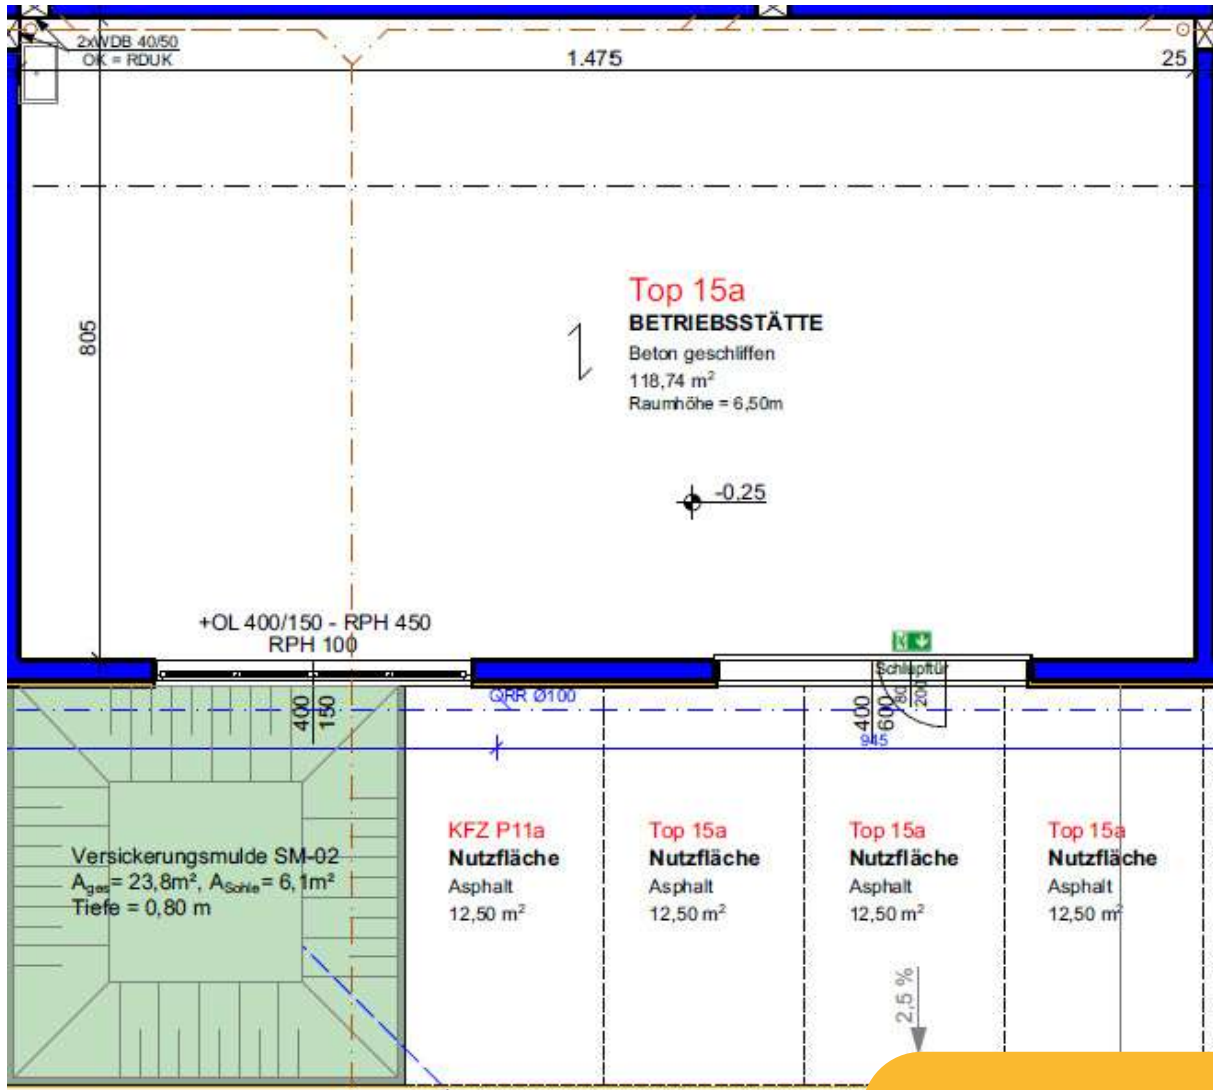 2xWDB 40/50
OK = RDUK
1.475
25
805
Top 15a
BETRIEBSSTÄTTE
Beton geschliffen
118,74 m²
Raumhöhe = 6,50m
-0,25
+OL 400/150 - RPH 450
RPH 100
Schlupftür
QRR Ø100
400
150
400
600
80
200
945
KFZ P11a
Nutzfläche
Asphalt
12,50 m²
Top 15a
Nutzfläche
Asphalt
12,50 m²
Top 15a
Nutzfläche
Asphalt
12,50 m²
Top 15a
Nutzfläche
Asphalt
12,50 m²
Versickerungsmulde SM-02
Ages= 23,8m², ASohle= 6,1m²
Tiefe = 0,80 m
2,5 %